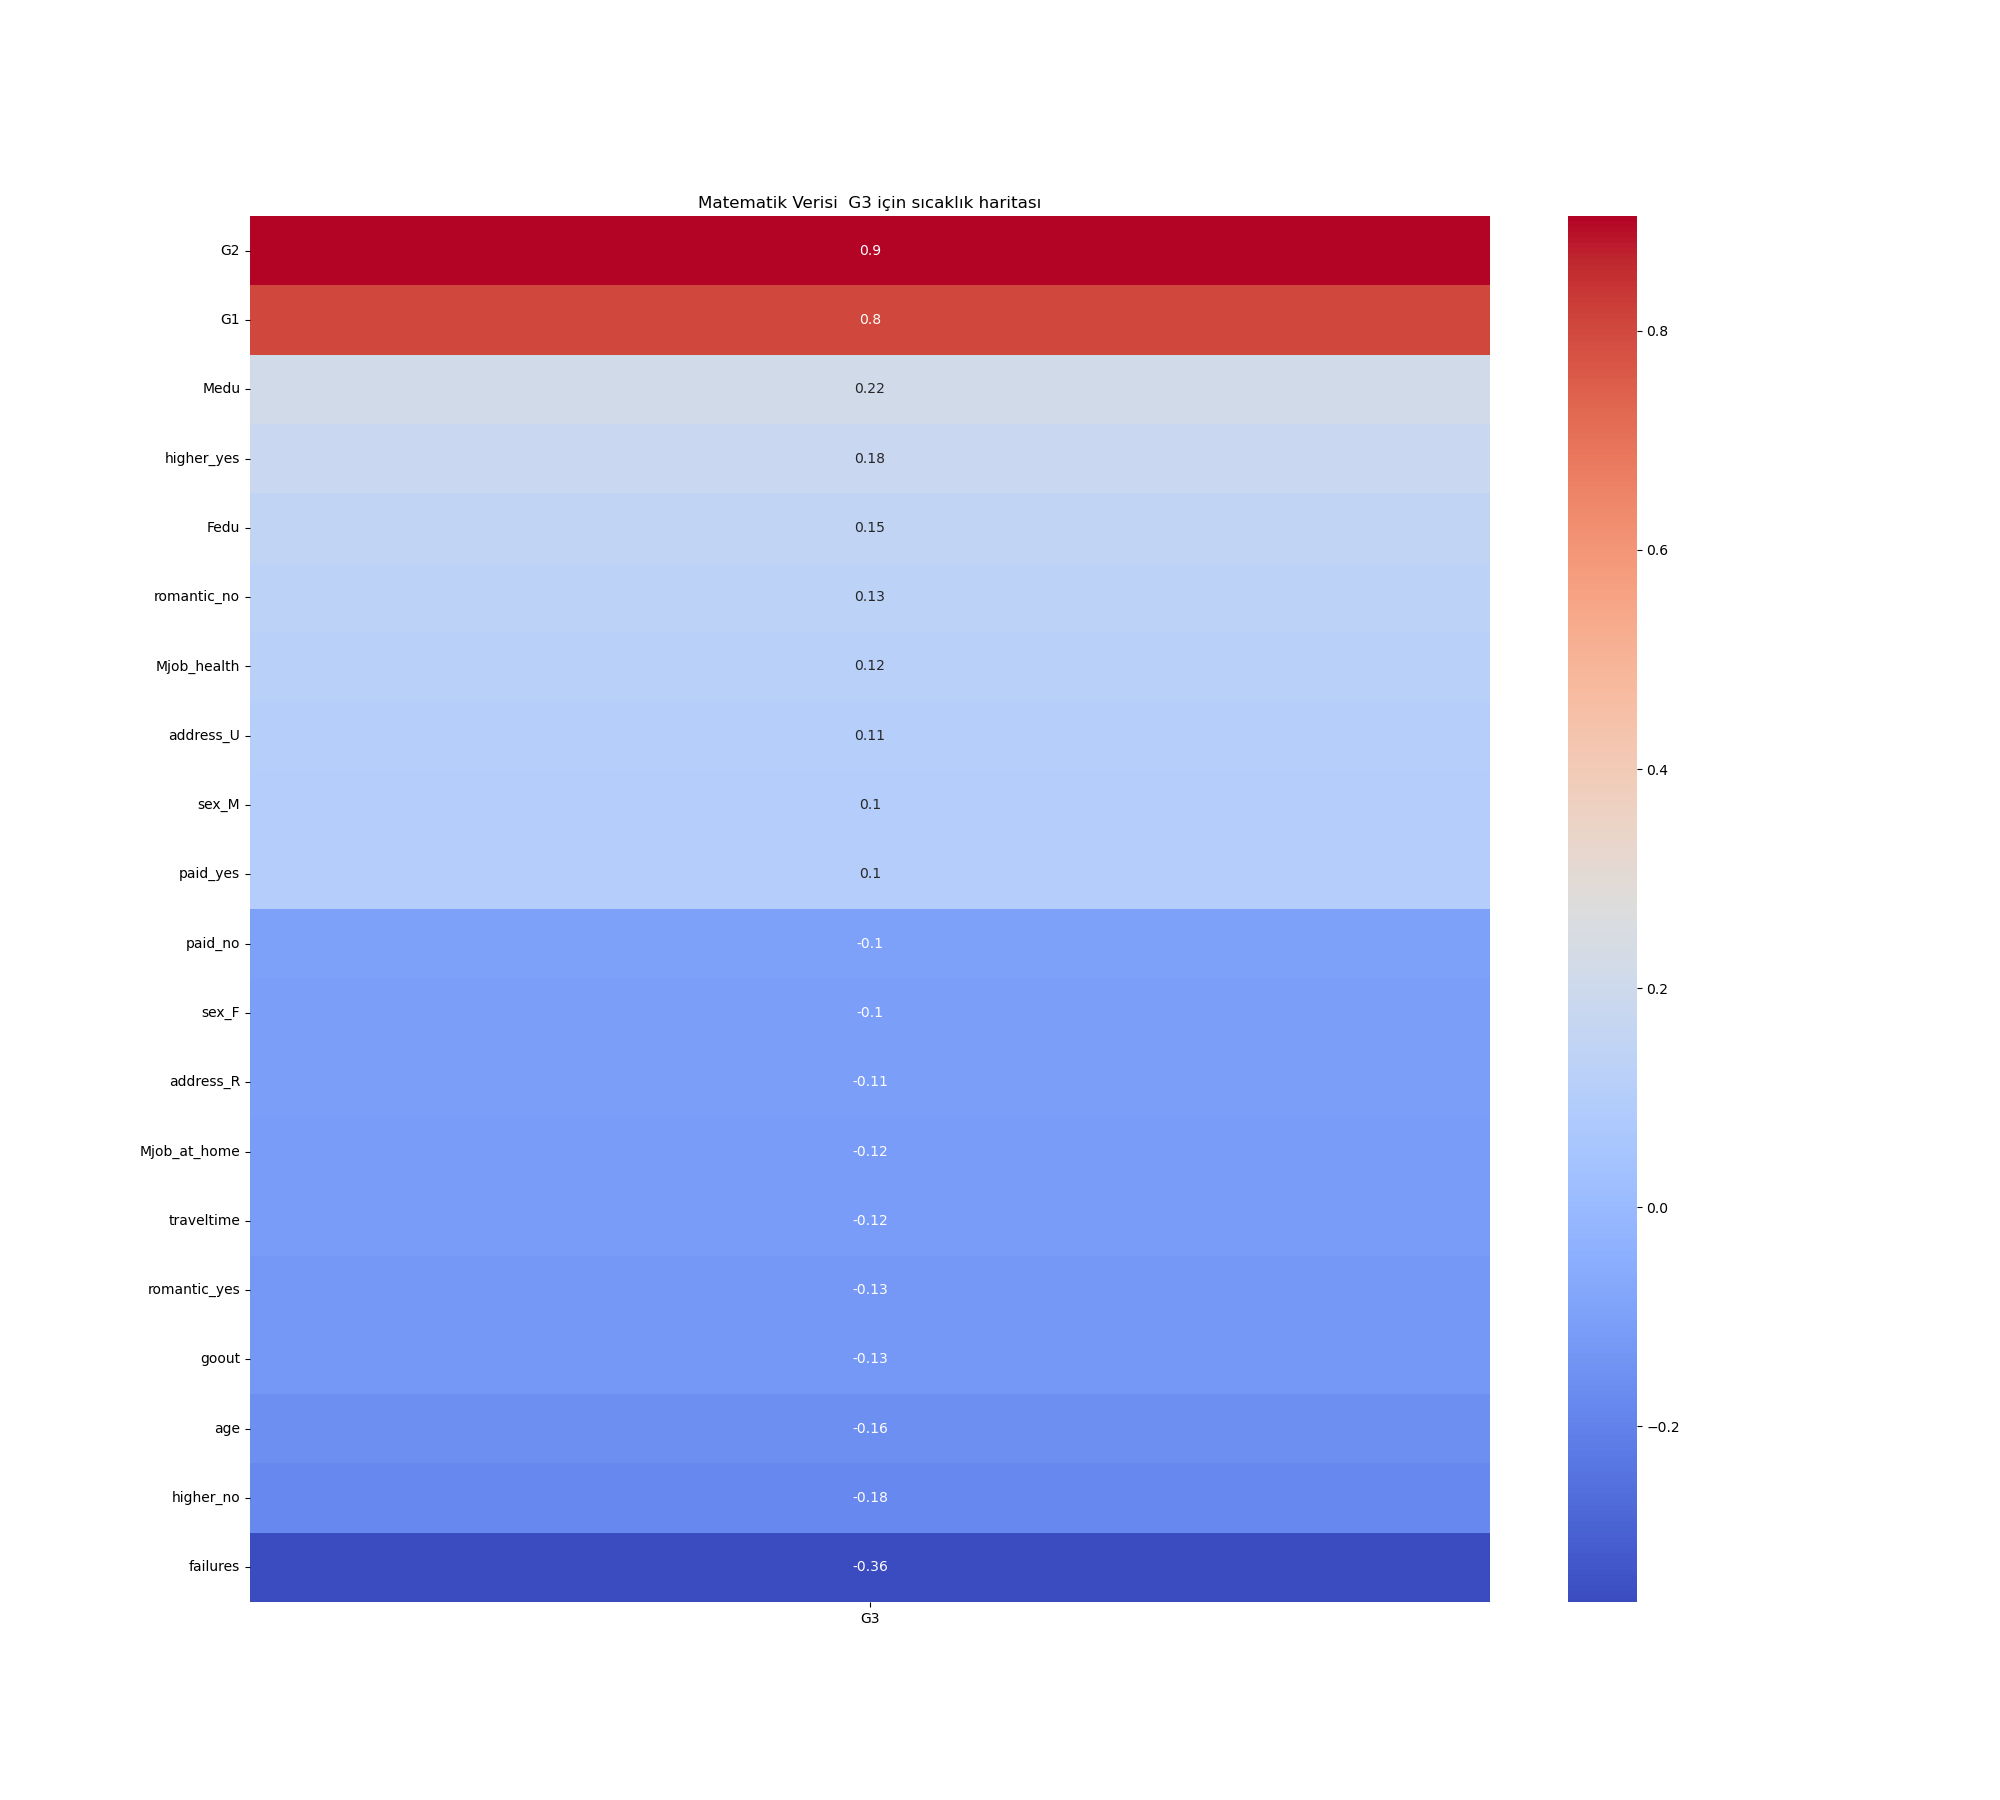 Matematik Verisi  G3 için sıcaklık haritası
G2 0.9
G1 0.8
Medu 0.22
higher_yes 0.18
Fedu 0.15
romantic_no 0.13
Mjob_health 0.12
address_U 0.11
sex_M 0.1
paid_yes 0.1
paid_no -0.1
sex_F -0.1
address_R -0.11
Mjob_at_home -0.12
traveltime -0.12
romantic_yes -0.13
goout -0.13
age -0.16
higher_no -0.18
failures -0.36
G3
0.8
0.6
0.4
0.2
0.0
−0.2